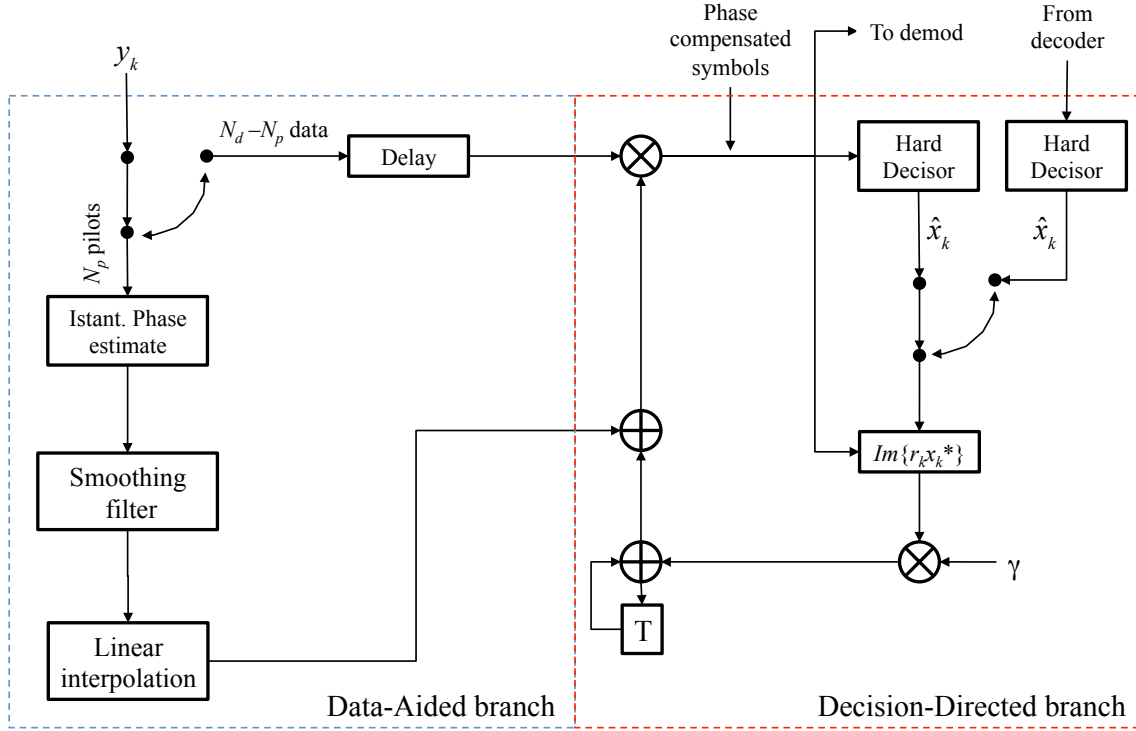 y_k
N_d –N_p data
Delay
N_p pilots
Istant. Phase
estimate
Smoothing
filter
Linear
interpolation
Data-Aided branch
Phase
compensated
symbols
To demod
From
decoder
Hard
Decisor
Hard
Decisor
x̂_k
x̂_k
Im{r_k x_k*}
γ
T
Decision-Directed branch